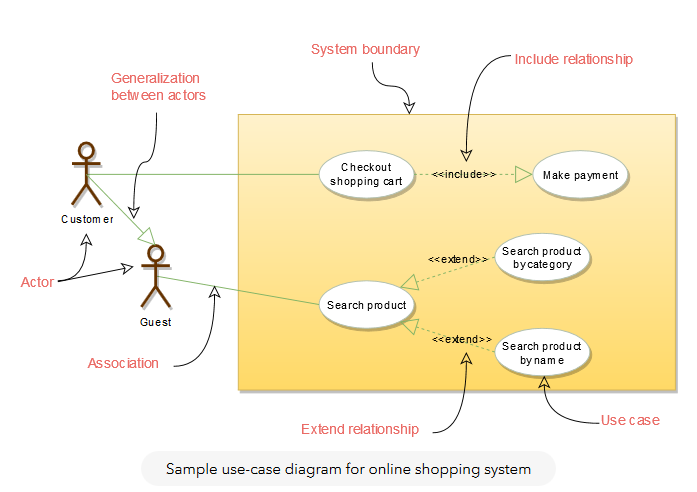 System boundary
Include relationship
Generalization
between actors
Checkout
shopping cart
<<include>>
Make payment
Customer
Search product
bycategory
<<extend>>
Actor
Guest
Search product
<<extend>>
Search product
byname
Association
Extend relationship
Use case
Sample use-case diagram for online shopping system